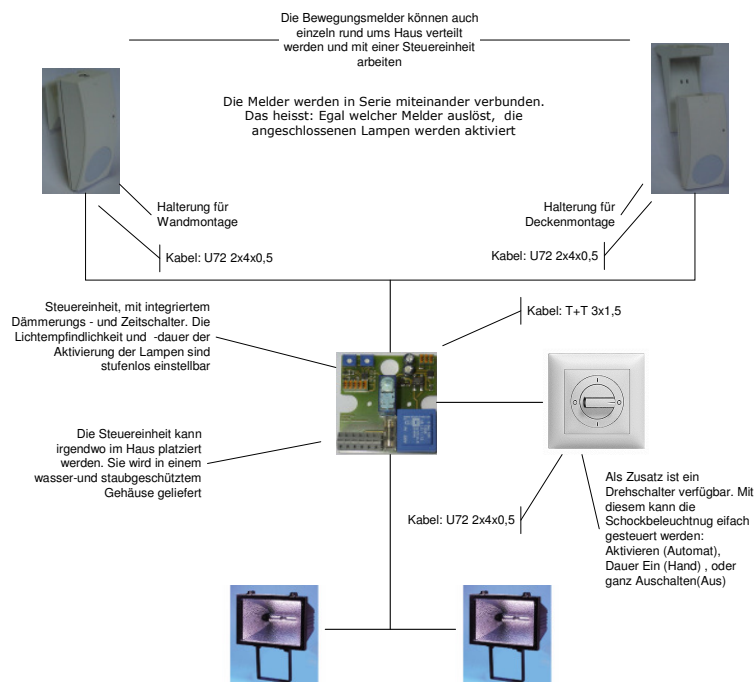 Die Bewegungsmelder können auch
einzeln rund ums Haus verteilt
werden und mit einer Steuereinheit
arbeiten
Die Melder werden in Serie miteinander verbunden.
Das heisst: Egal welcher Melder auslöst, die
angeschlossenen Lampen werden aktiviert
Halterung für
Wandmontage
Halterung für
Deckenmontage
Kabel: U72 2x4x0,5
Kabel: U72 2x4x0,5
Steuereinheit, mit integriertem
Dämmerungs - und Zeitschalter. Die
Lichtempfindlichkeit und -dauer der
Aktivierung der Lampen sind
stufenlos einstellbar
Kabel: T+T 3x1,5
Die Steuereinheit kann
irgendwo im Haus platziert
werden. Sie wird in einem
wasser-und staubgeschütztem
Gehäuse geliefert
Kabel: U72 2x4x0,5
Als Zusatz ist ein
Drehschalter verfügbar. Mit
diesem kann die
Schockbeleuchtnug eifach
gesteuert werden:
Aktivieren (Automat),
Dauer Ein (Hand) , oder
ganz Auschalten(Aus)